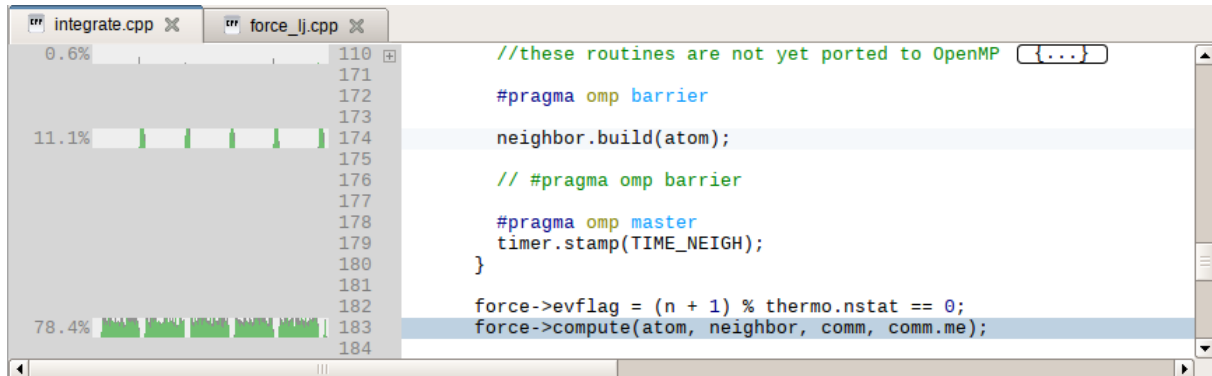 integrate.cpp force_lj.cpp
0.6% 110 //these routines are not yet ported to OpenMP {...}
171
172 #pragma omp barrier
173
11.1% 174 neighbor.build(atom);
175
176 // #pragma omp barrier
177
178 #pragma omp master
179 timer.stamp(TIME_NEIGH);
180 }
181
182 force->evflag = (n + 1) % thermo.nstat == 0;
78.4% 183 force->compute(atom, neighbor, comm, comm.me);
184